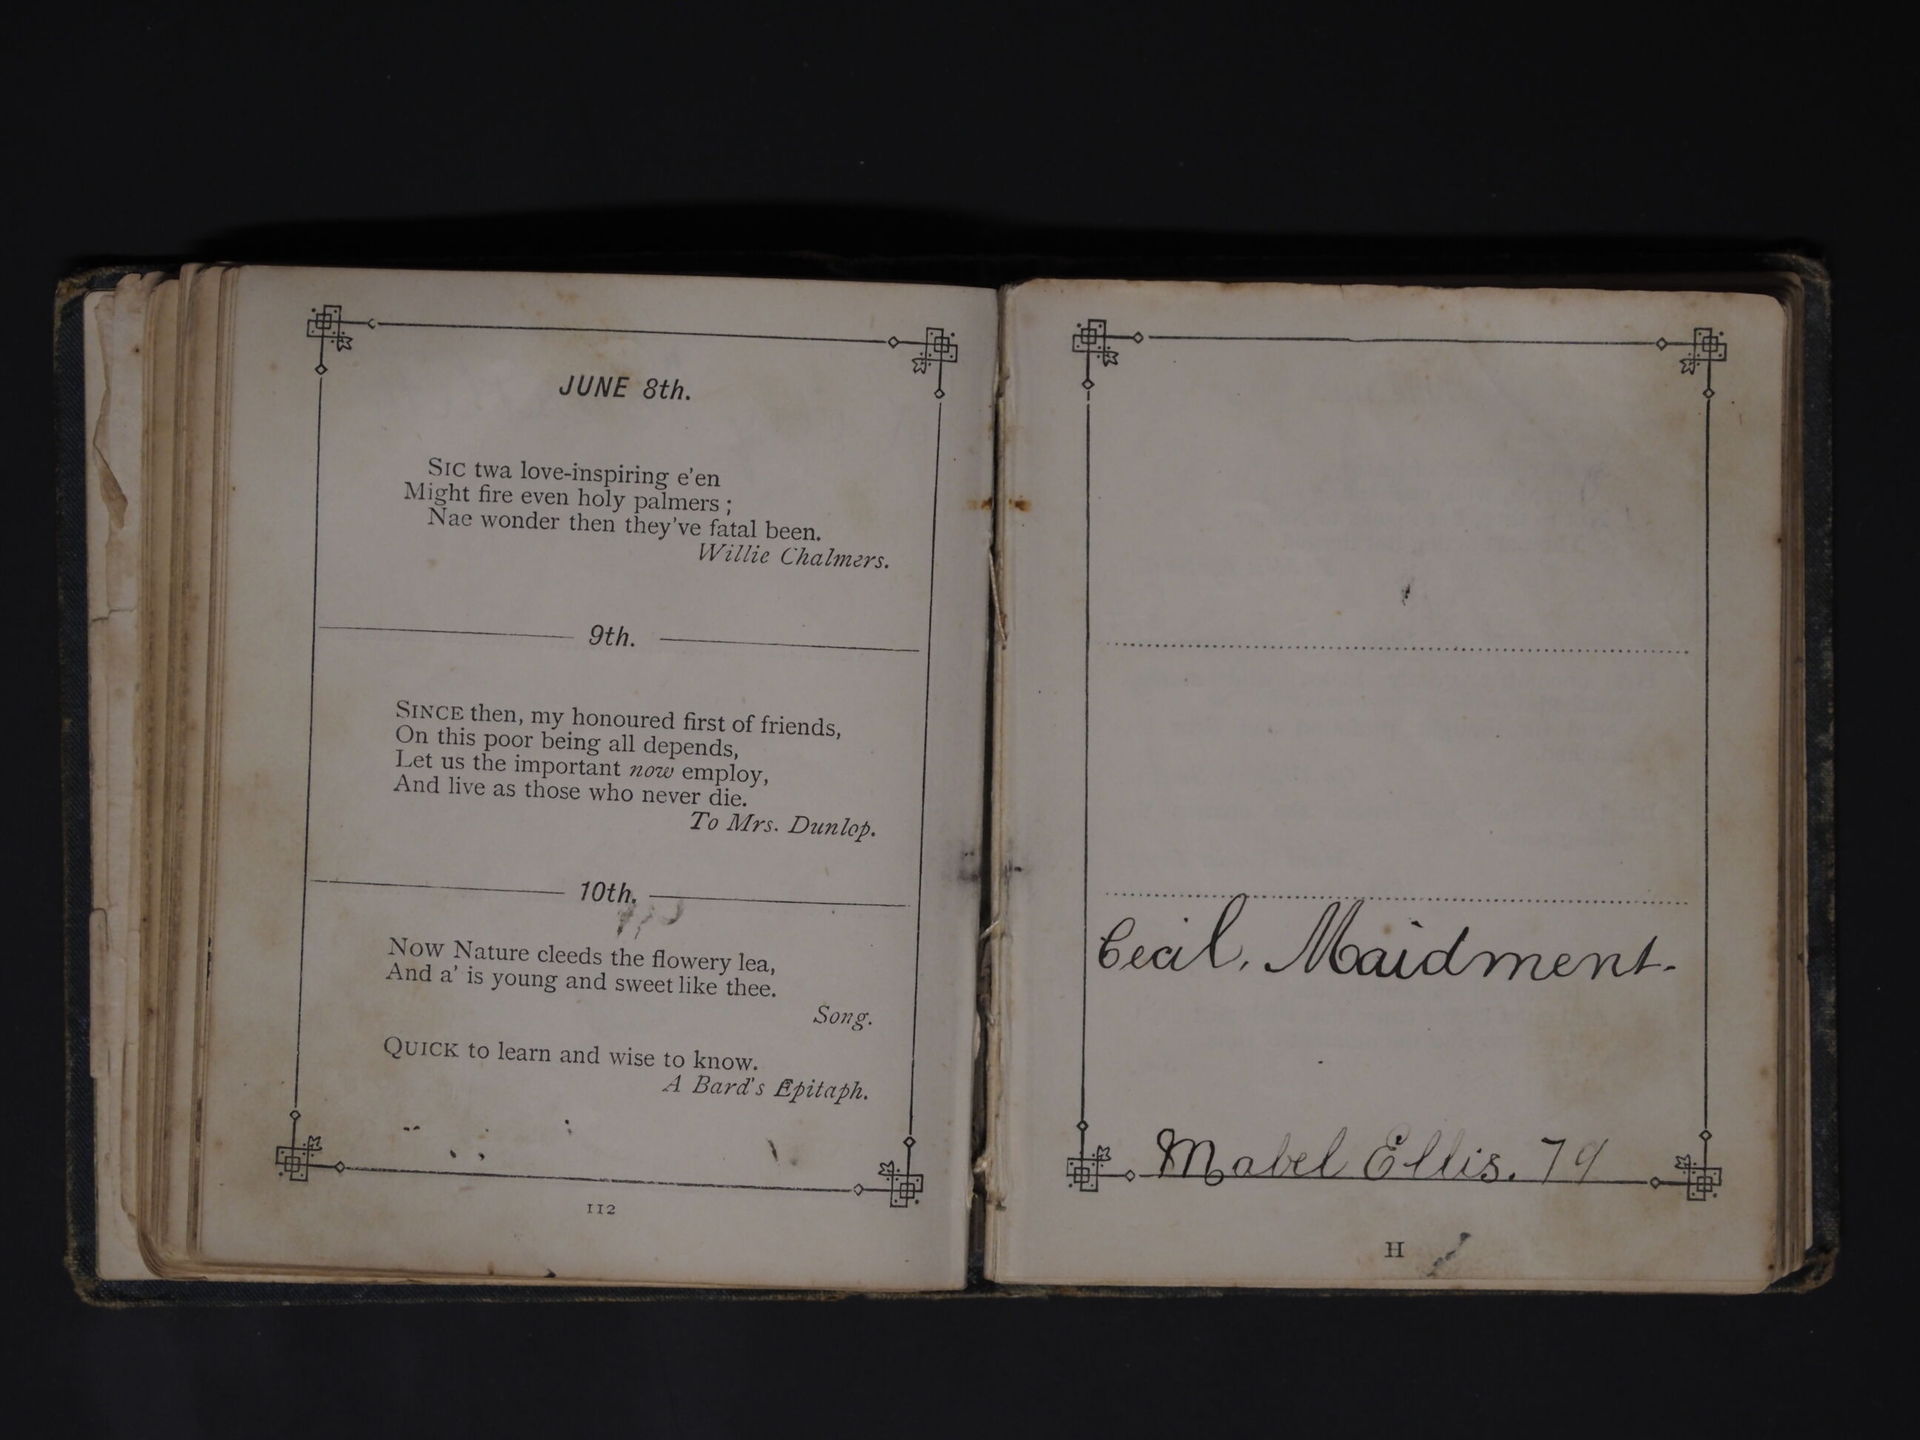 JUNE 8th.
SIC twa love-inspiring e'en
Might fire even holy palmers ;
Nae wonder then they've fatal been.
Willie Chalmers.
9th.
SINCE then, my honoured first of friends,
On this poor being all depends,
Let us the important now employ,
And live as those who never die.
To Mrs. Dunlop.
10th.
Now Nature cleeds the flowery lea,
And a' is young and sweet like thee.
Song.
QUICK to learn and wise to know.
A Bard's Epitaph.
112
Cecil. Maidment.
Mabel Ellis.
H